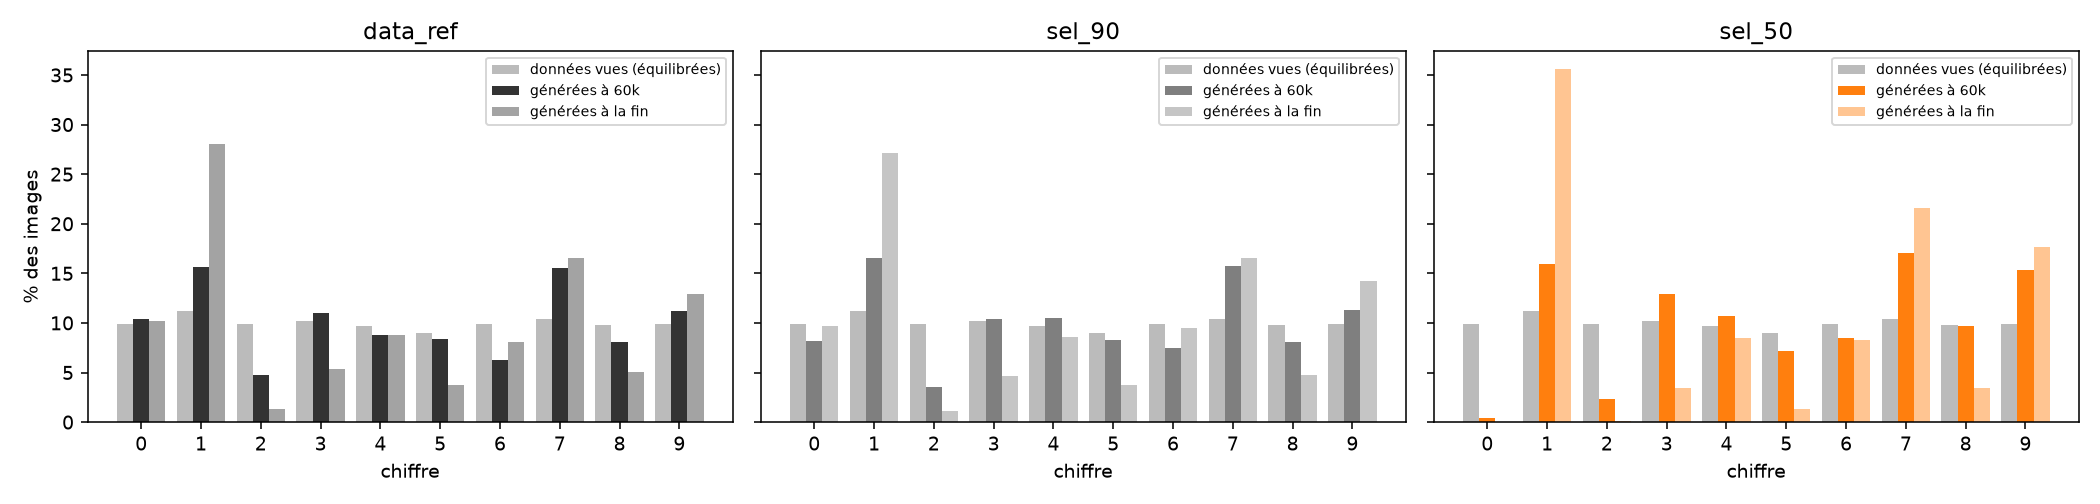 data_ref
données vues (équilibrées)
générées à 60k
générées à la fin
% des images
35
30
25
20
15
10
5
0
0 1 2 3 4 5 6 7 8 9
chiffre
sel_90
données vues (équilibrées)
générées à 60k
générées à la fin
0 1 2 3 4 5 6 7 8 9
chiffre
sel_50
données vues (équilibrées)
générées à 60k
générées à la fin
0 1 2 3 4 5 6 7 8 9
chiffre